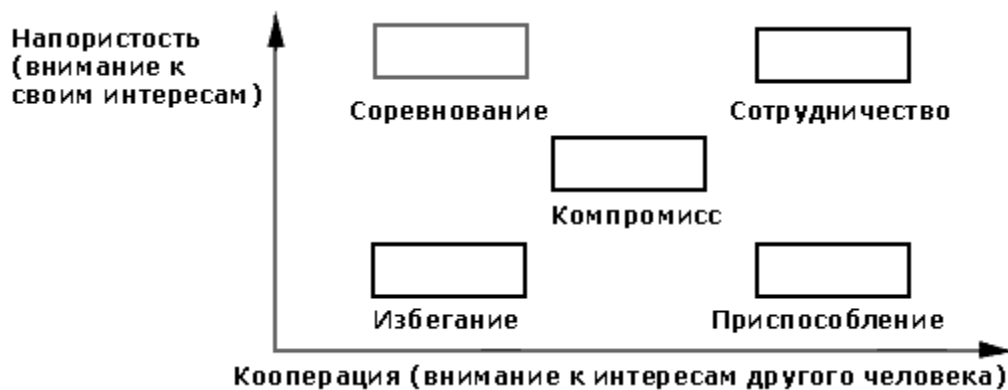 Напористость
(внимание к
своим интересам)
Соревнование
Сотрудничество
Компромисс
Избегание
Приспособление
Кооперация (внимание к интересам другого человека)